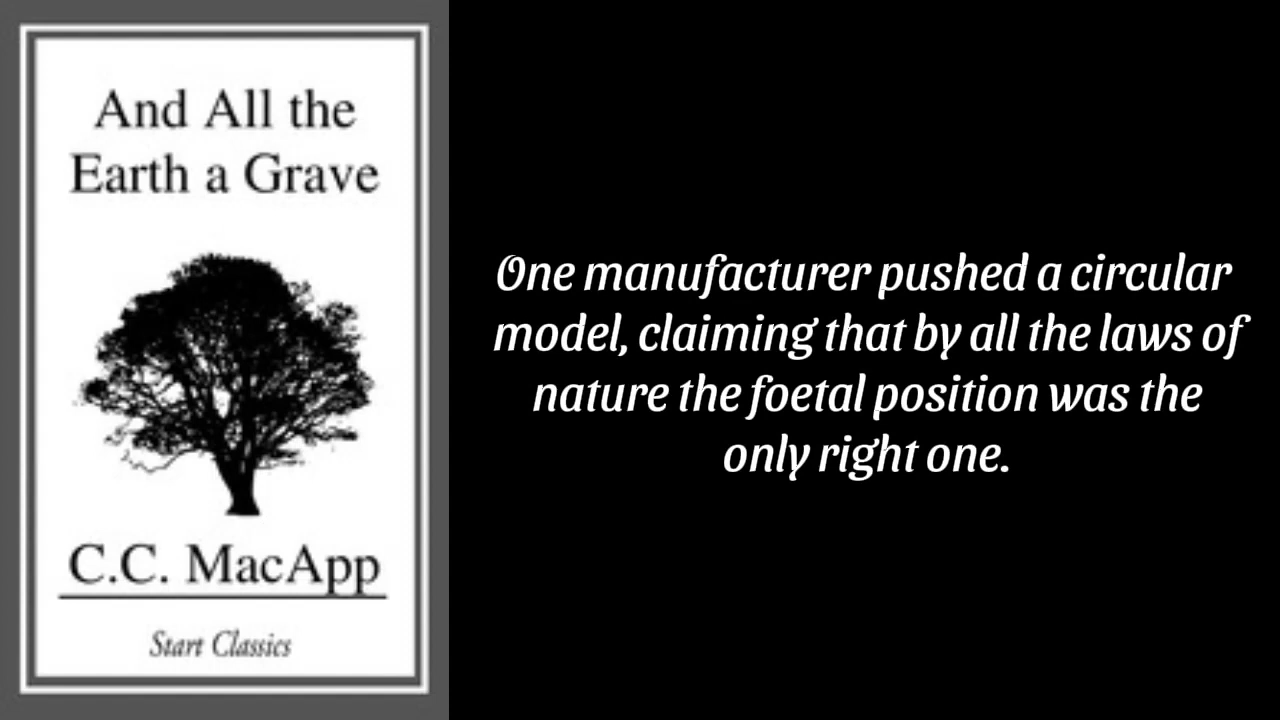 And All the
Earth a Grave
C.C. MacApp
Start Classics
One manufacturer pushed a circular
model, claiming that by all the laws of
nature the foetal position was the
only right one.